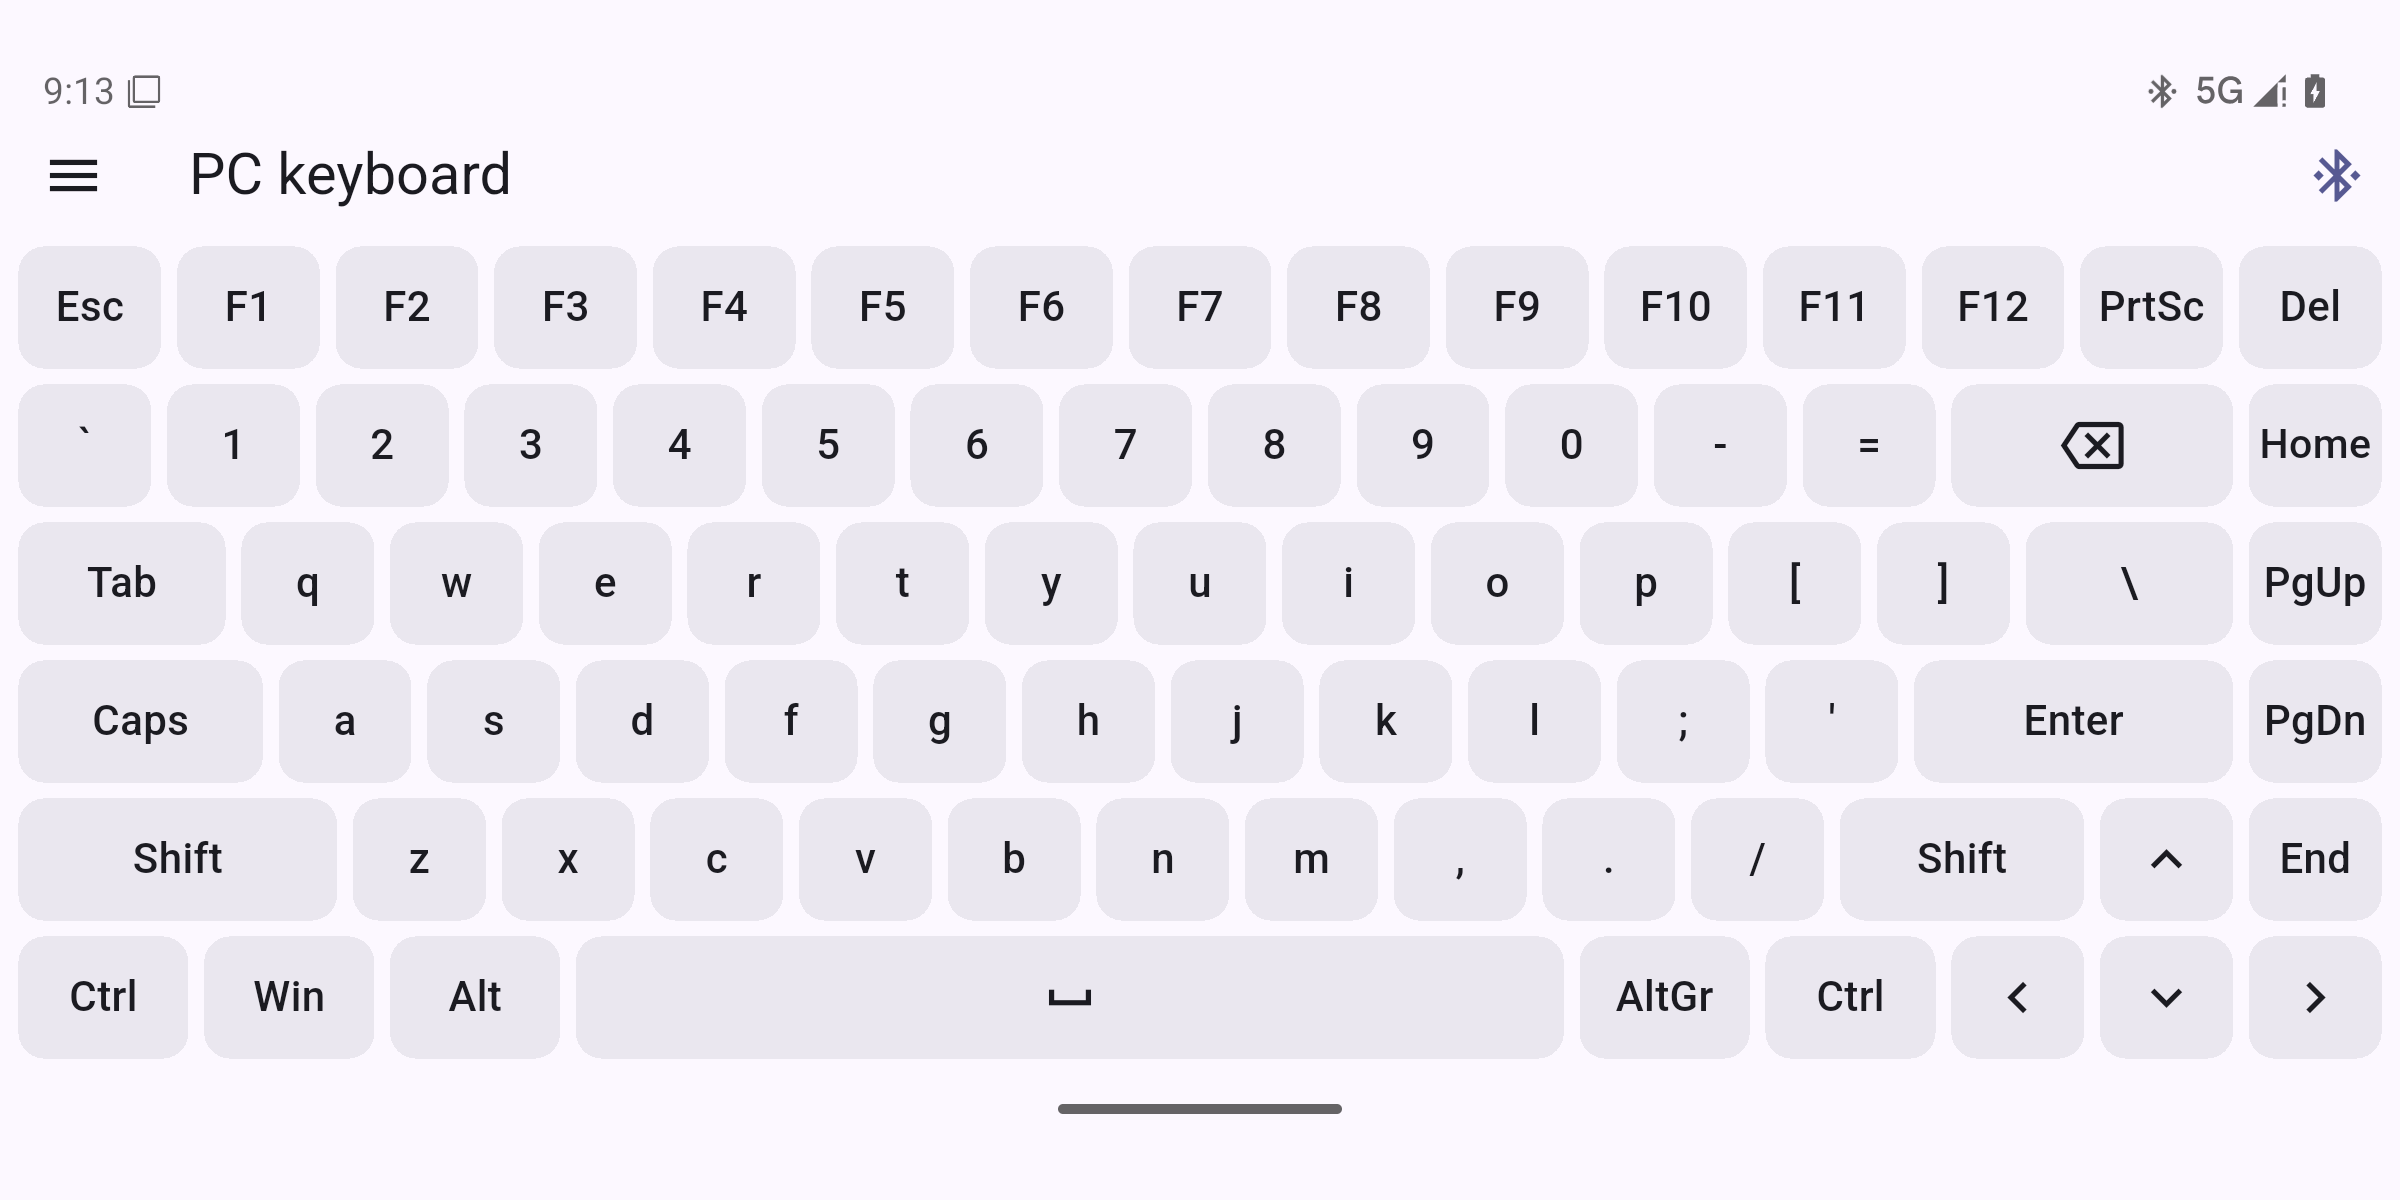 9:13 5G
PC keyboard
Esc F1 F2 F3 F4 F5 F6 F7 F8 F9 F10 F11 F12 PrtSc Del
` 1 2 3 4 5 6 7 8 9 0 - = Home
Tab q w e r t y u i o p [ ] \ PgUp
Caps a s d f g h j k l ; ' Enter PgDn
Shift z x c v b n m , . / Shift End
Ctrl Win Alt AltGr Ctrl